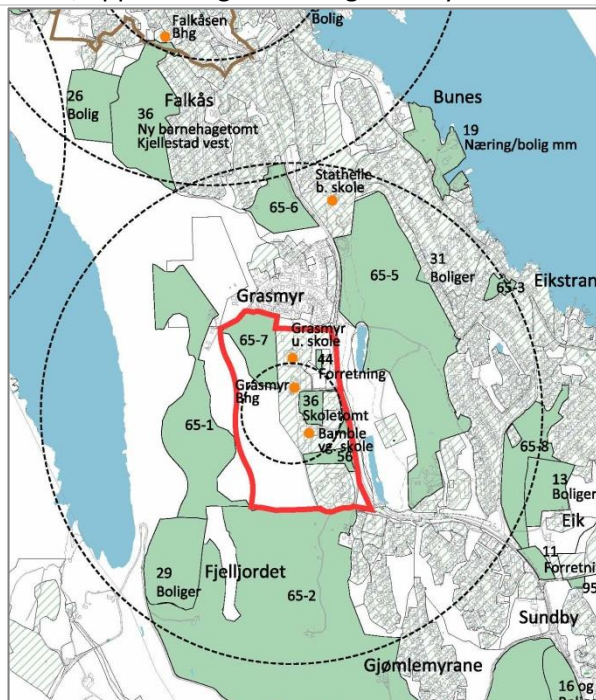 Falkåsen
Bhg
Bolig
26
Bolig
Falkås
36
Ny barnehagetomt
Kjellestad vest
Bunes
19
Næring/bolig mm
Stathelle
b. skole
65-6
65-5
31
Boliger
Eikstran
65-3
Grasmyr
65-7
Grasmyr
u. skole
44
Forretning
Grasmyr
Bhg
36
Skoletomt
Bamble
vg. skole
56
65-1
65-8
13
Boliger
Eik
11
Forretni
95
29
Boliger
Fjelljordet
65-2
Sundby
Gjømlemyrane
16 og